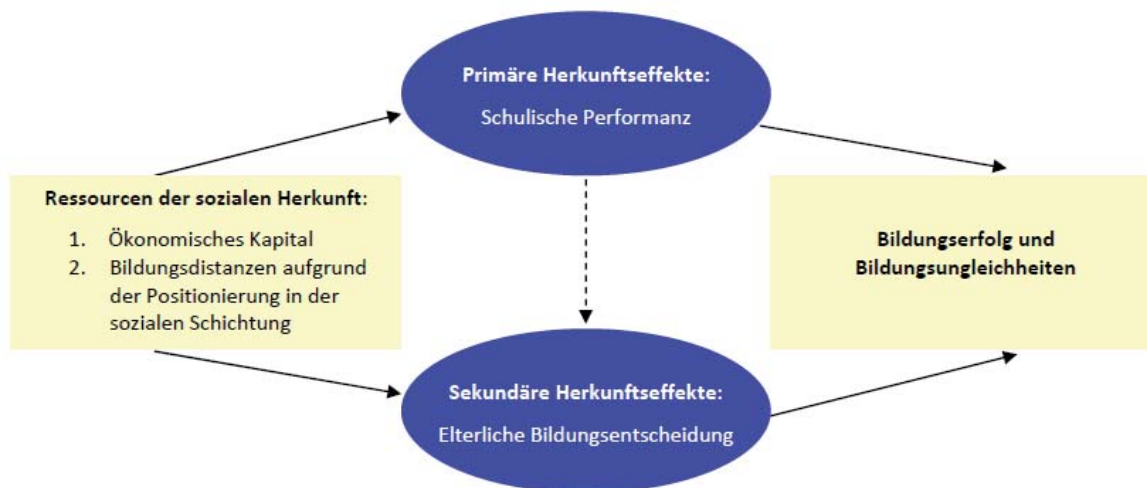 Primäre Herkunftseffekte:
Schulische Performanz
Ressourcen der sozialen Herkunft:
1. Ökonomisches Kapital
2. Bildungsdistanzen aufgrund
der Positionierung in der
sozialen Schichtung
Bildungserfolg und
Bildungsungleichheiten
Sekundäre Herkunftseffekte:
Elterliche Bildungsentscheidung